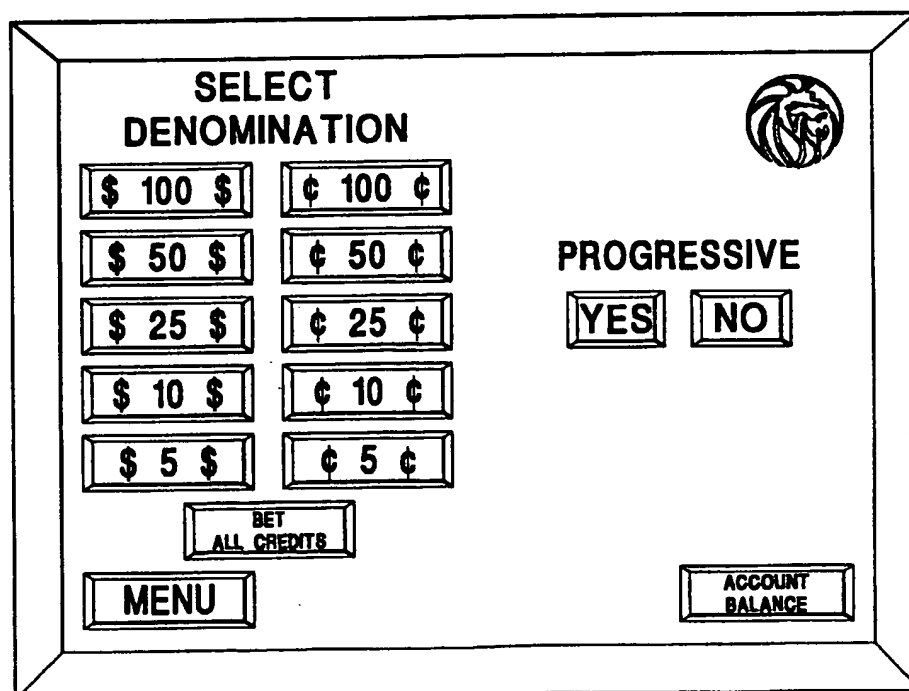 SELECT
DENOMINATION
$ 100 $
¢ 100 ¢
$ 50 $
¢ 50 ¢
$ 25 $
¢ 25 ¢
$ 10 $
¢ 10 ¢
$ 5 $
¢ 5 ¢
BET
ALL CREDITS
MENU
PROGRESSIVE
YES
NO
ACCOUNT
BALANCE